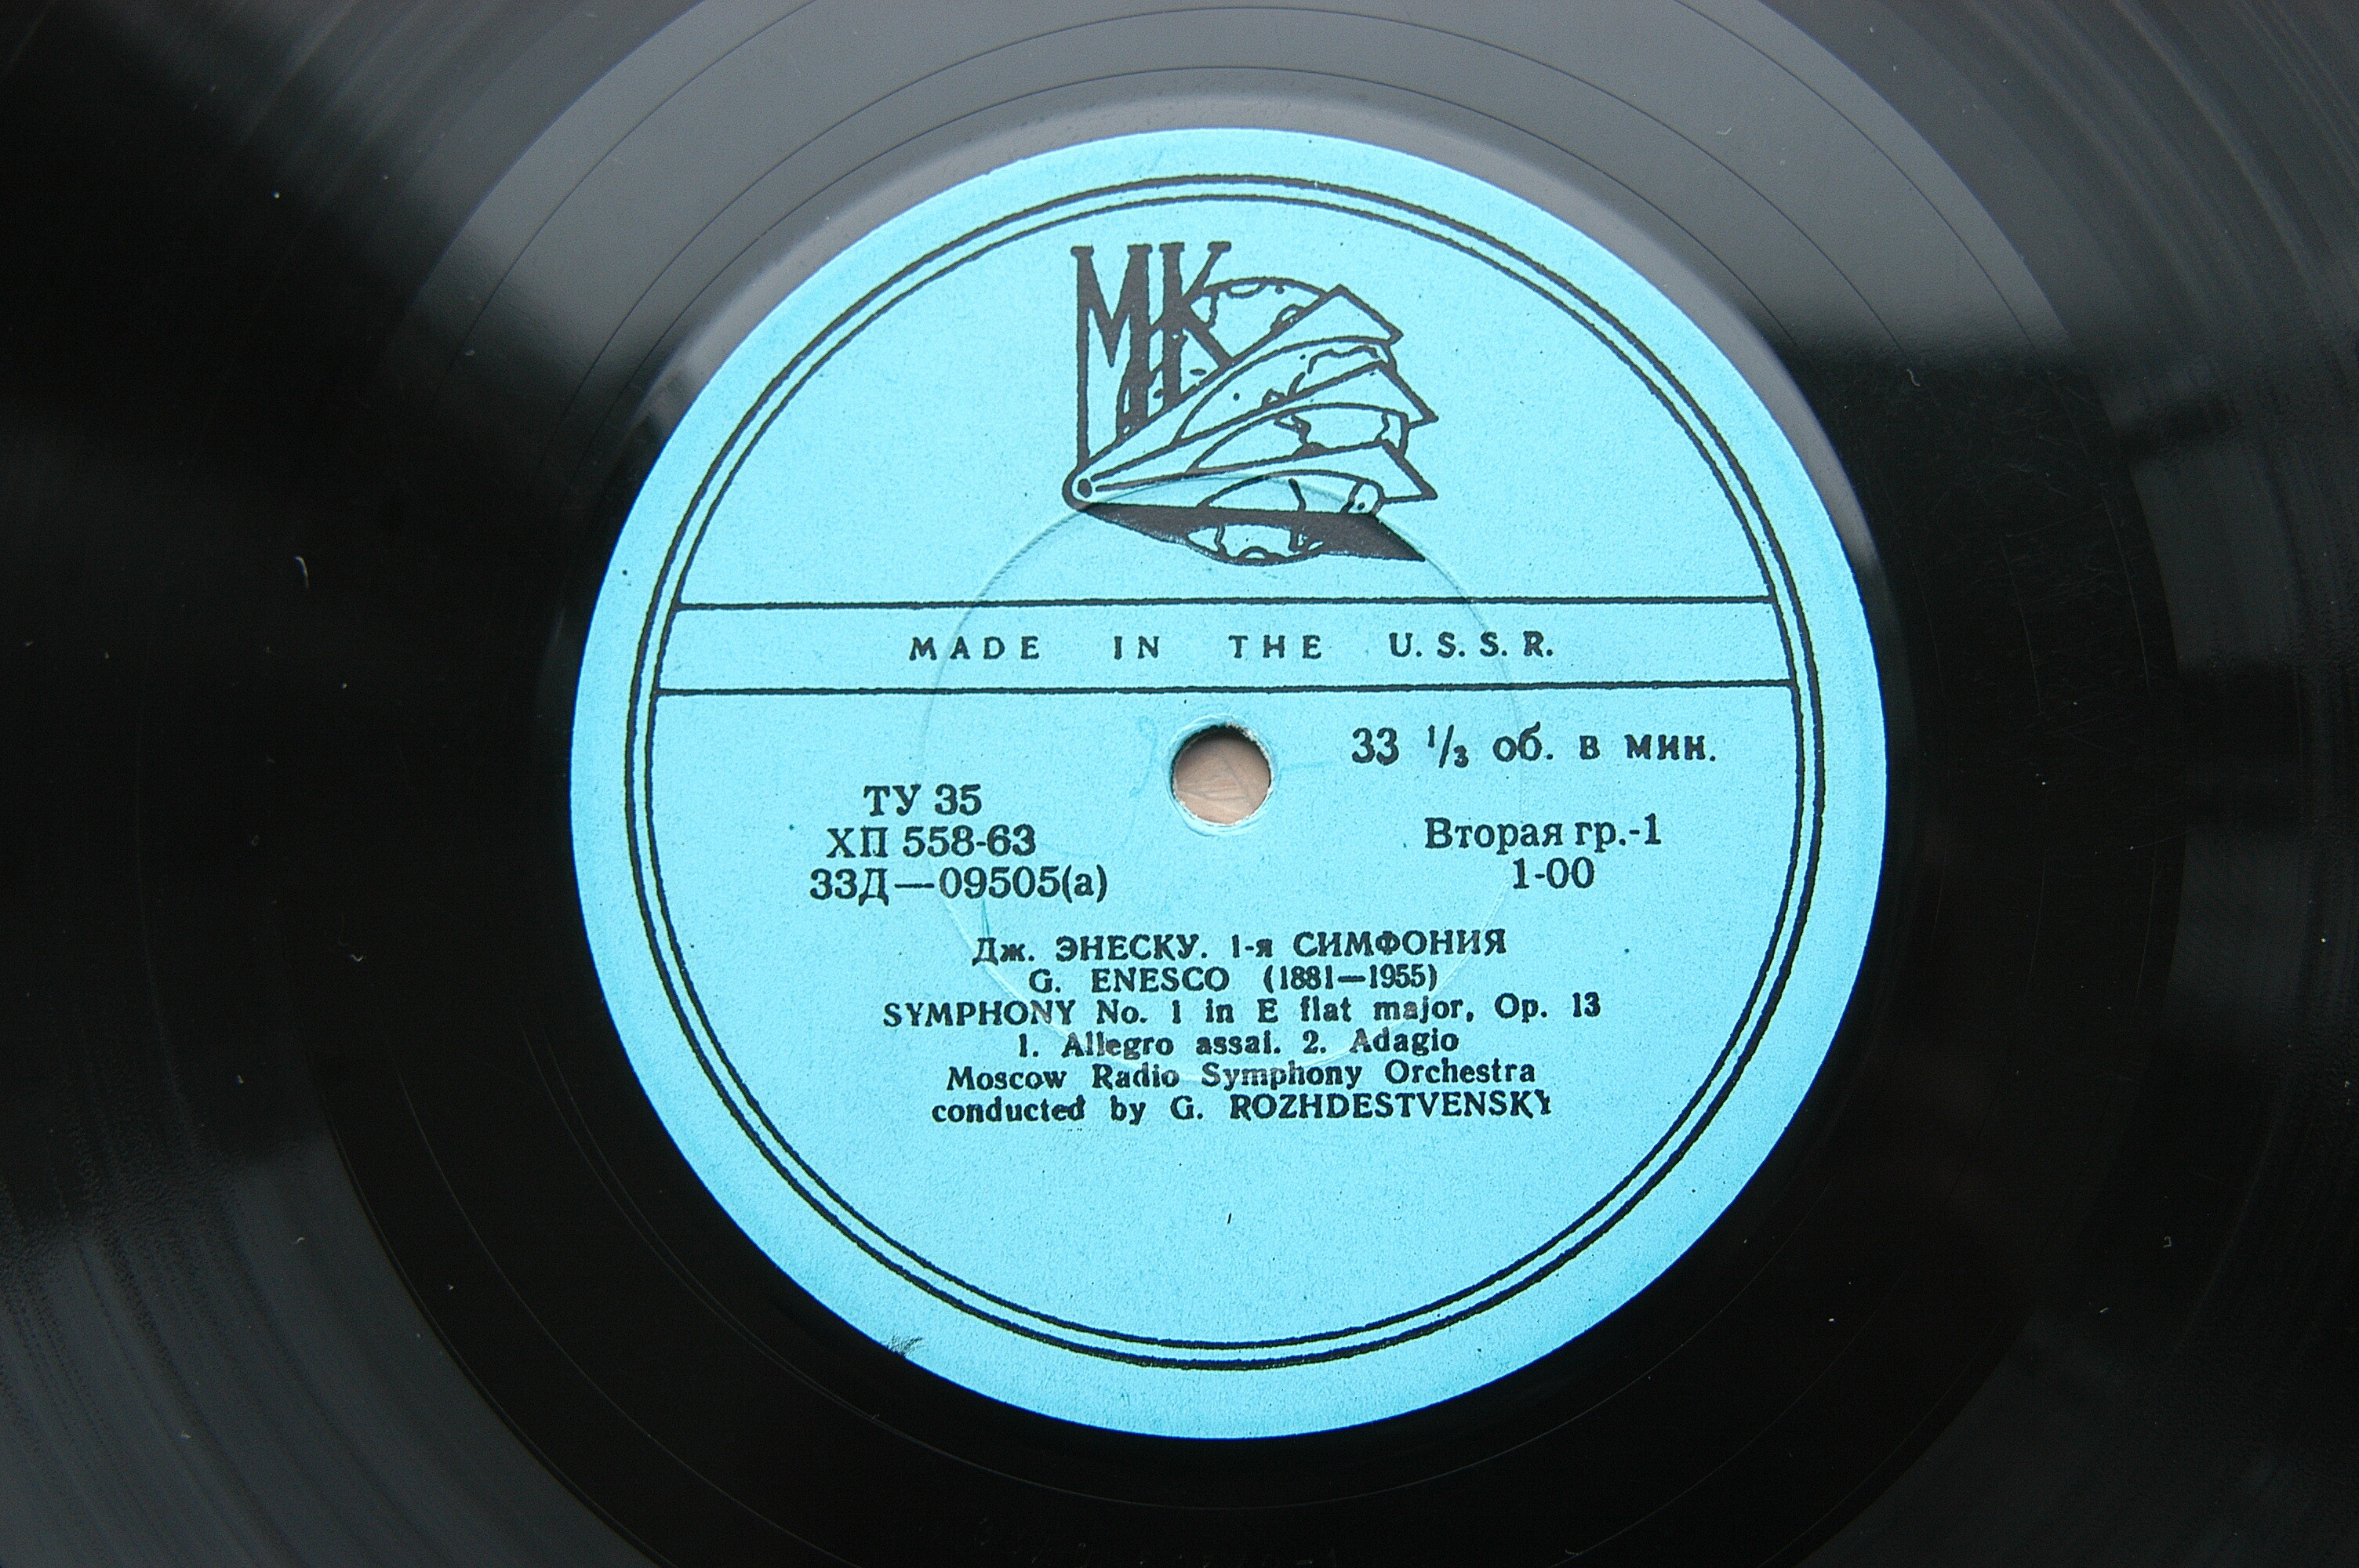 МК
MADE IN THE U.S.S.R.
33 1/3 об. в мин.
ТУ 35
ХП 558-63
33Д—09505(а)
Вторая гр.-1
1-00
Дж. ЭНЕСКУ. 1-я СИМФОНИЯ
G. ENESCO (1881—1955)
SYMPHONY No. 1 in E flat major, Op. 13
1. Allegro assai. 2. Adagio
Moscow Radio Symphony Orchestra
conducted by G. ROZHDESTVENSKY